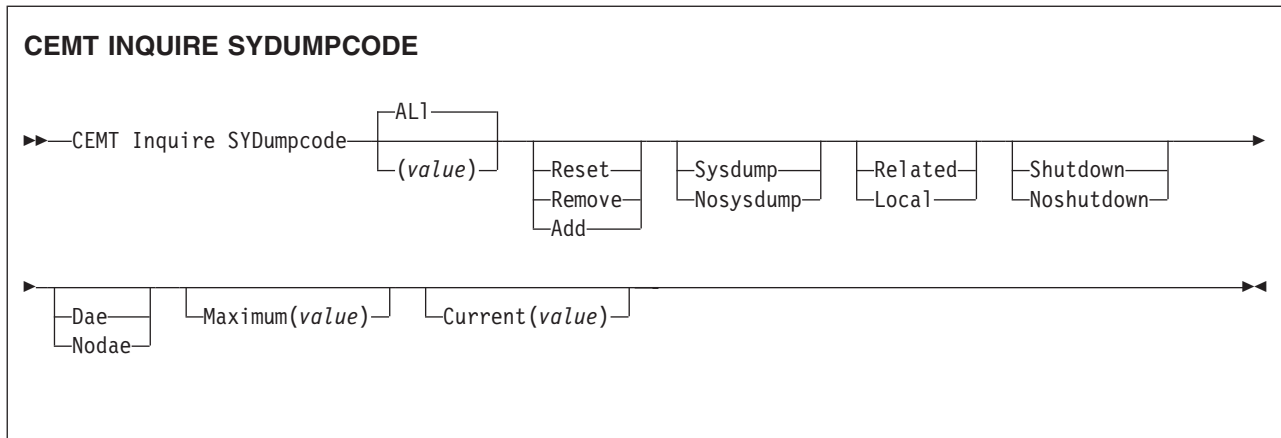 CEMT INQUIRE SYDUMPCODE
ALl
CEMT Inquire SYDumpcode
(value) Reset Sysdump Related Shutdown
Remove Nosysdump Local Noshutdown
Add
Dae Maximum(value) Current(value)
Nodae